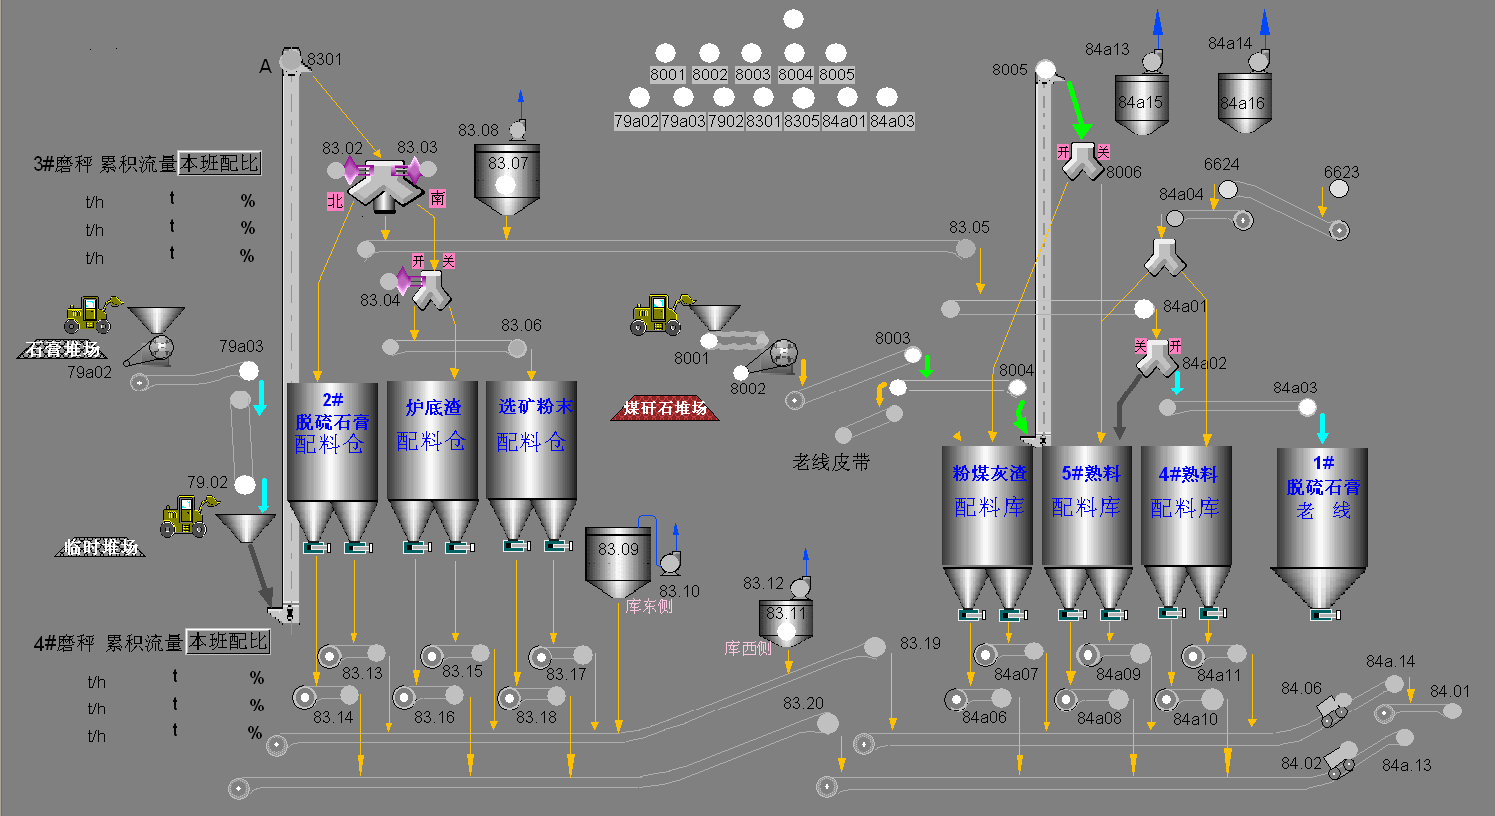 A
8301
8001 8002 8003 8004 8005
79a02 79a03 7902 8301 8305 84a01 84a03
8005
84a13
84a14
84a15
84a16
开 关
8006
6624
6623
84a04
83.02
83.03
83.08
83.07
北
南
3#磨秤 累积流量 本班配比
t/h t %
t/h t %
t/h t %
83.05
开 关
83.04
83.06
84a01
关 开
84a02
石膏堆场
79a02
79a03
8001
8002
8003
8004
84a03
煤矸石堆场
老线皮带
79.02
临时堆场
2#
脱硫石膏
配料仓
炉底渣
配料仓
选矿粉末
配料仓
粉煤灰渣
配料库
5#熟料
配料库
4#熟料
配料库
1#
脱硫石膏
老 线
83.09
83.10
库东侧
83.12
83.11
库西侧
4#磨秤 累积流量 本班配比
t/h t %
t/h t %
t/h t %
83.13
83.15
83.17
83.14
83.16
83.18
83.19
83.20
84a07
84a09
84a11
84a06
84a08
84a10
84a.14
84.06
84.01
84.02
84a.13